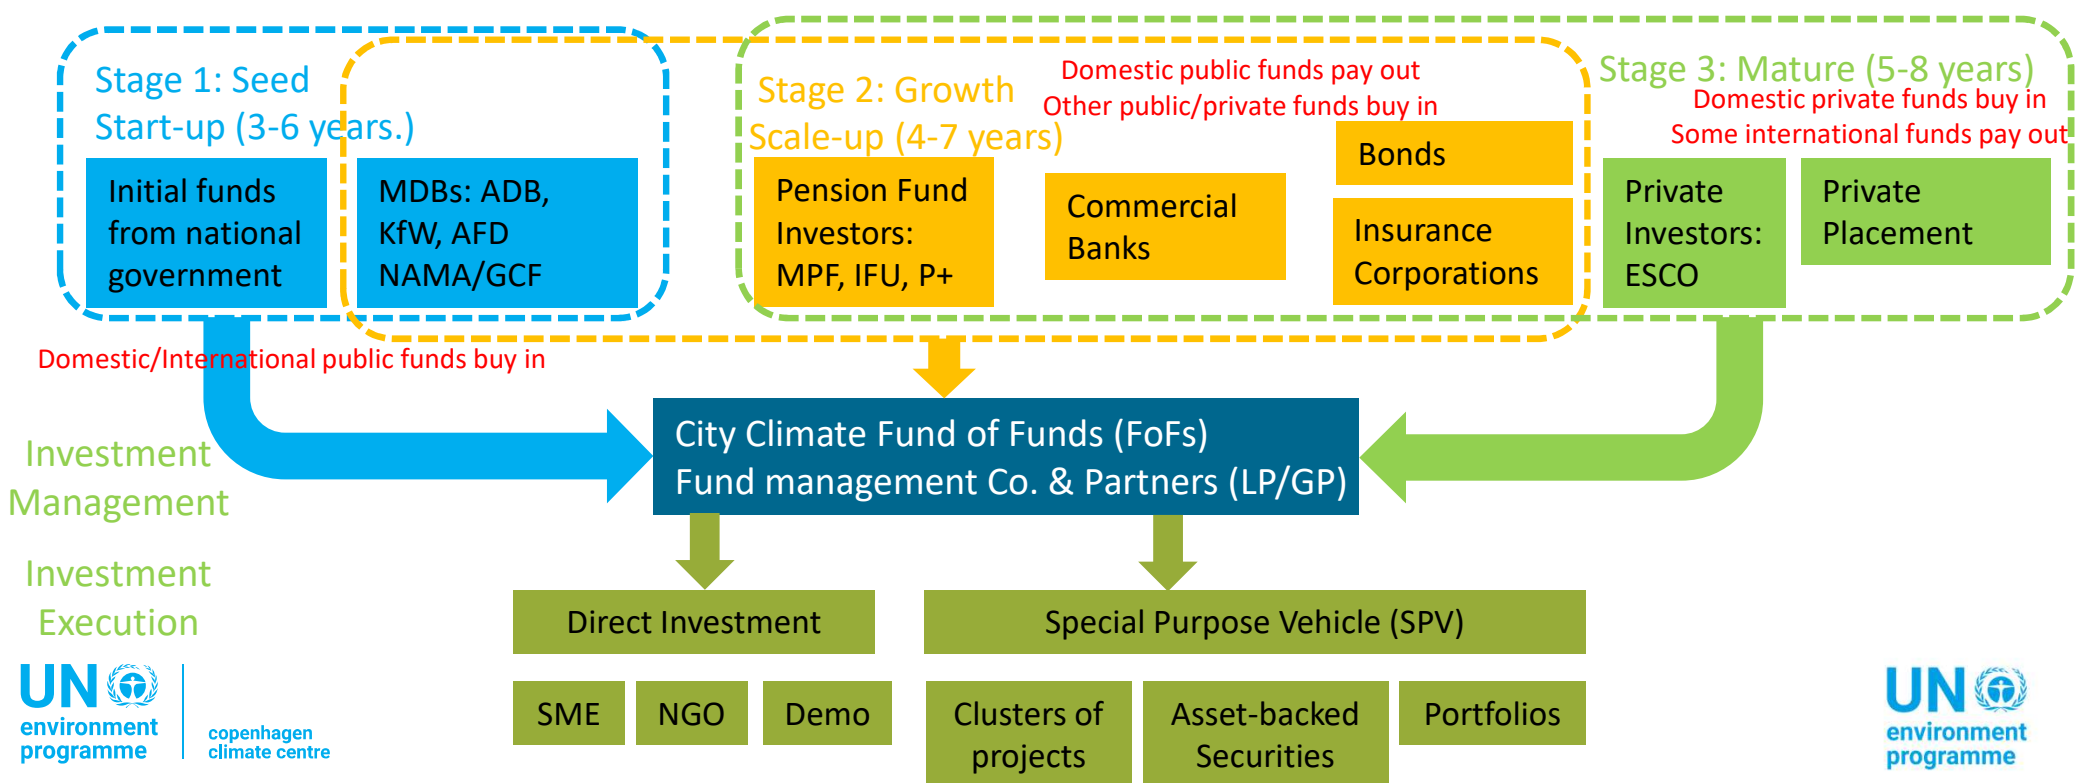 Stage 1: Seed
Start-up (3-6 years.)
Initial funds
from national
government
MDBs: ADB,
KfW, AFD
NAMA/GCF
Domestic/International public funds buy in
Stage 2: Growth
Scale-up (4-7 years)
Domestic public funds pay out
Other public/private funds buy in
Pension Fund
Investors:
MPF, IFU, P+
Commercial
Banks
Bonds
Insurance
Corporations
Stage 3: Mature (5-8 years)
Domestic private funds buy in
Some international funds pay out
Private
Investors:
ESCO
Private
Placement
Investment
Management
City Climate Fund of Funds (FoFs)
Fund management Co. & Partners (LP/GP)
Investment
Execution
Direct Investment
SME
NGO
Demo
Special Purpose Vehicle (SPV)
Clusters of
projects
Asset-backed
Securities
Portfolios
UN
environment
programme
copenhagen
climate centre
UN
environment
programme